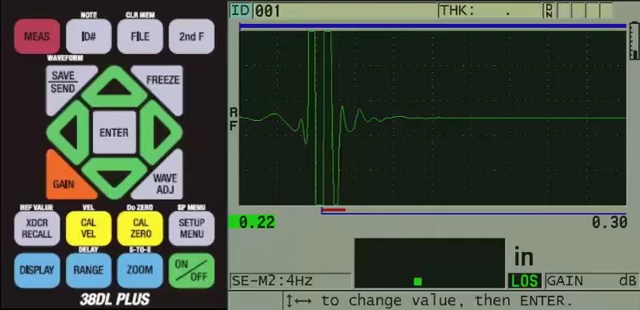 NOTE
CLR MEM
MEAS
ID#
FILE
2nd F
WAVEFORM
SAVE
SEND
FREEZE
ENTER
GAIN
WAVE
ADJ
REF VALUE
VEL
Do ZERO
SP MENU
XDCR
RECALL
CAL
VEL
CAL
ZERO
SETUP
MENU
DELAY
E-TO-E
DISPLAY
RANGE
ZOOM
ON
/OFF
38DL PLUS
ID 001
THK: .
DN
RF
0.22
0.30
in
SE-M2:4Hz
LOS
GAIN dB
↕↔ to change value, then ENTER.